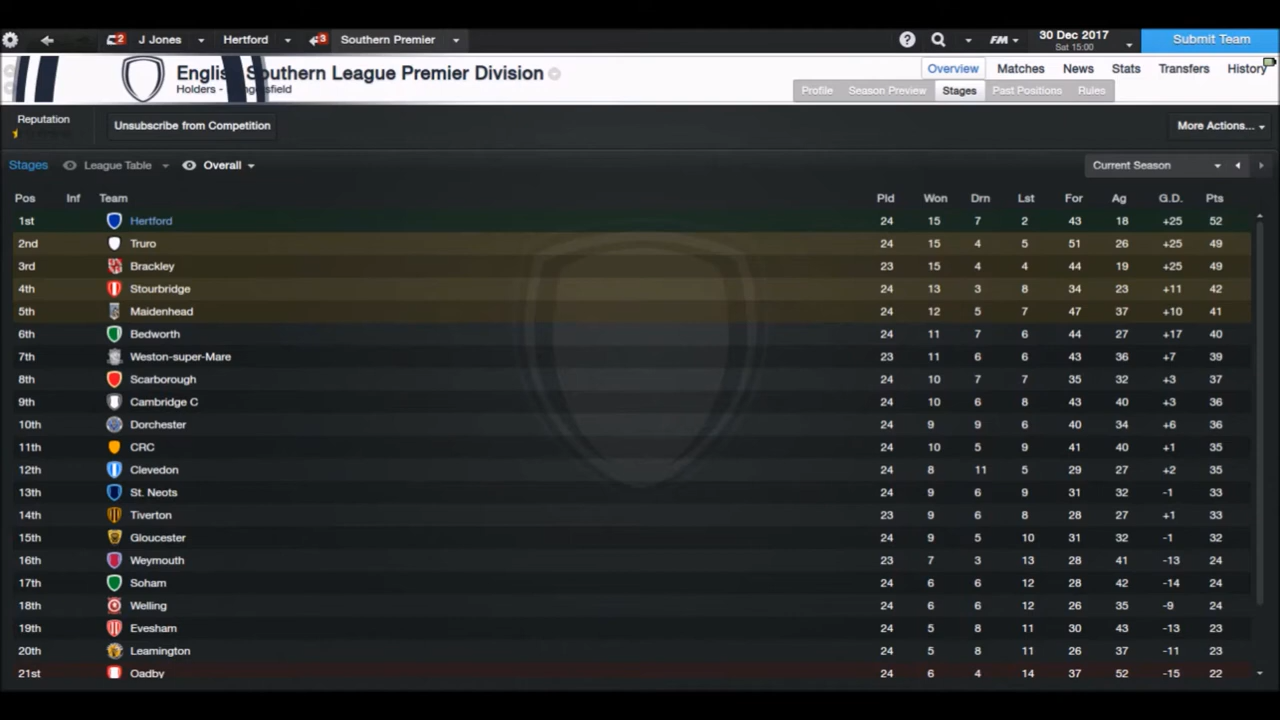 2 J Jones Hertford 3 Southern Premier ? FM 30 Dec 2017 Submit Team
Sat 15:00
Southern League Premier Division Overview Matches News Stats Transfers History
Holders - Profile Season Preview Stages Past Positions Rules
Reputation Unsubscribe from Competition More Actions...
Stages League Table Overall Current Season
Pos Inf Team Pld Won Drn Lst For Ag G.D. Pts
1st Hertford 24 15 7 2 43 18 +25 52
2nd Truro 24 15 4 5 51 26 +25 49
3rd Brackley 23 15 4 4 44 19 +25 49
4th Stourbridge 24 13 3 8 34 23 +11 42
5th Maidenhead 24 12 5 7 47 37 +10 41
6th Bedworth 24 11 7 6 44 27 +17 40
7th Weston-super-Mare 23 11 6 6 43 36 +7 39
8th Scarborough 24 10 7 7 35 32 +3 37
9th Cambridge C 24 10 6 8 43 40 +3 36
10th Dorchester 24 9 9 6 40 34 +6 36
11th CRC 24 10 5 9 41 40 +1 35
12th Clevedon 24 8 11 5 29 27 +2 35
13th St. Neots 24 9 6 9 31 32 -1 33
14th Tiverton 23 9 6 8 28 27 +1 33
15th Gloucester 24 9 5 10 31 32 -1 32
16th Weymouth 23 7 3 13 28 41 -13 24
17th Soham 24 6 6 12 28 42 -14 24
18th Welling 24 6 6 12 26 35 -9 24
19th Evesham 24 5 8 11 30 43 -13 23
20th Leamington 24 5 8 11 26 37 -11 23
21st Oadby 24 6 4 14 37 52 -15 22